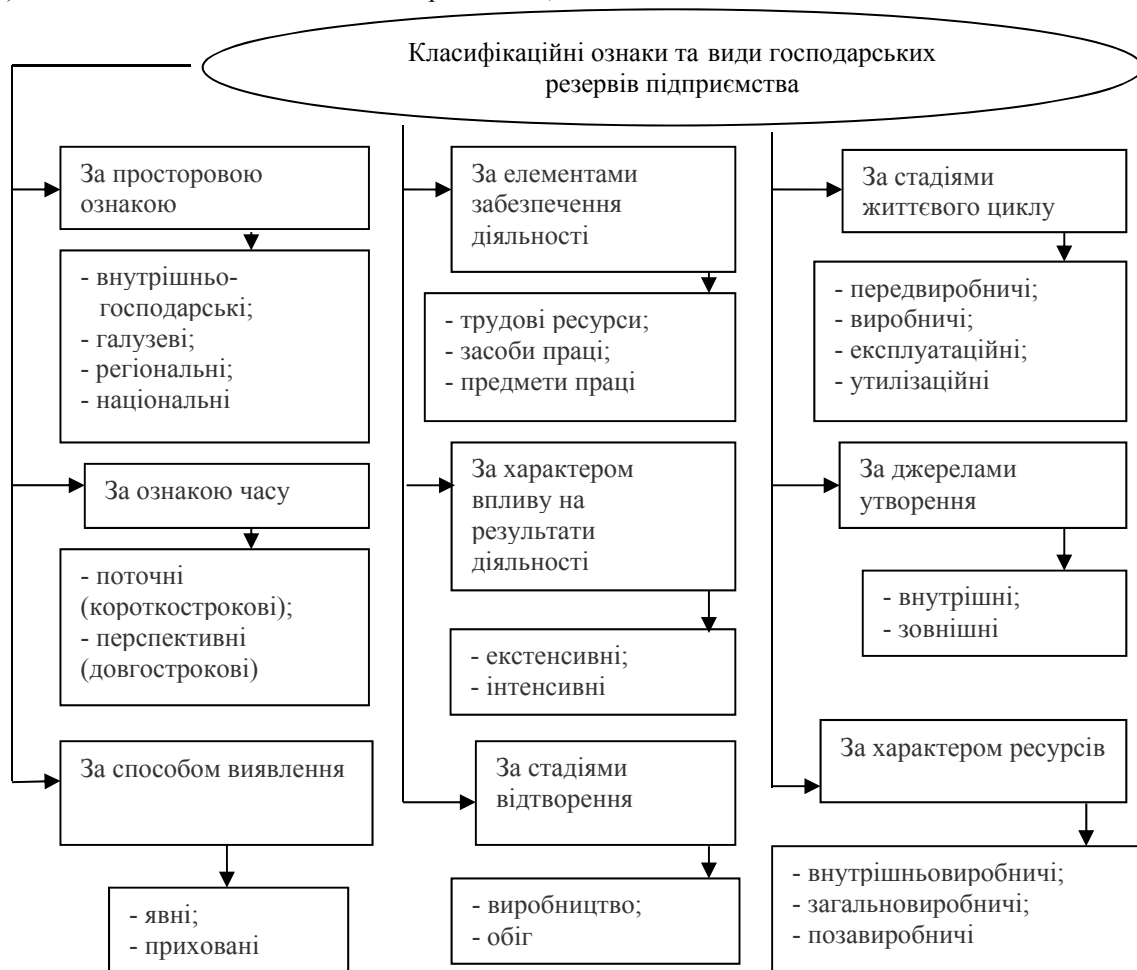 Класифікаційні ознаки та види господарських
резервів підприємства
За просторовою
ознакою
- внутрішньо-
господарські;
- галузеві;
- регіональні;
- національні
За ознакою часу
- поточні
(короткострокові);
- перспективні
(довгострокові)
За способом виявлення
- явні;
- приховані
За елементами
забезпечення
діяльності
- трудові ресурси;
- засоби праці;
- предмети праці
За характером
впливу на
результати
діяльності
- екстенсивні;
- інтенсивні
За стадіями
відтворення
- виробництво;
- обіг
За стадіями
життєвого циклу
- передвиробничі;
- виробничі;
- експлуатаційні;
- утилізаційні
За джерелами
утворення
- внутрішні;
- зовнішні
За характером ресурсів
- внутрішньовиробничі;
- загальновиробничі;
- позавиробничі